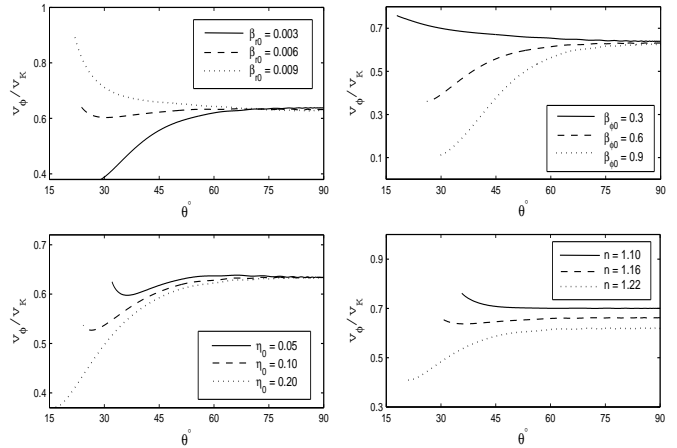 1
0.8
0.6
0.4
15 30 45 60 75 90
θ°
v_ϕ/v_K
β_r0 = 0.003
β_r0 = 0.006
β_r0 = 0.009
0.7
0.5
0.3
0.1
15 30 45 60 75 90
θ°
v_ϕ/v_K
β_ϕ0 = 0.3
β_ϕ0 = 0.6
β_ϕ0 = 0.9
0.7
0.6
0.5
0.4
15 30 45 60 75 90
θ°
v_ϕ/v_K
η_0 = 0.05
η_0 = 0.10
η_0 = 0.20
0.9
0.7
0.5
0.3
15 30 45 60 75 90
θ°
v_ϕ/v_K
n = 1.10
n = 1.16
n = 1.22